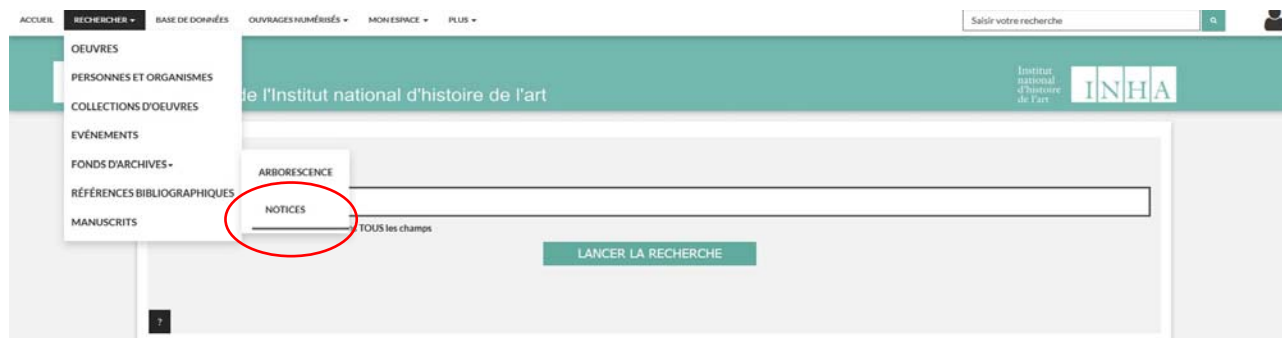 ACCUEIL RECHERCHER BASE DE DONNÉES OUVRAGES NUMÉRISÉS MON ESPACE PLUS Saisir votre recherche
OEUVRES
PERSONNES ET ORGANISMES
COLLECTIONS D'OEUVRES
EVÉNEMENTS
FONDS D'ARCHIVES
RÉFÉRENCES BIBLIOGRAPHIQUES
MANUSCRITS
ARBORESCENCE
NOTICES
de l'Institut national d'histoire de l'art
Institut
national
d'histoire
de l'art
INHA
TOUS les champs
LANCER LA RECHERCHE
?